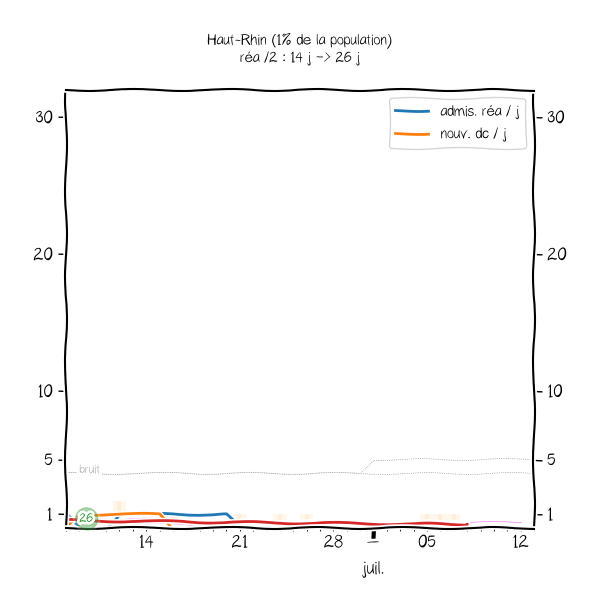 Haut-Rhin (1% de la population)
réa /2 : 14 j -> 26 j
admis. réa / j
nouv. dc / j
30
30
20
20
10
10
5
5
bruit
1
1
26
14
21
28
1
05
12
juil.